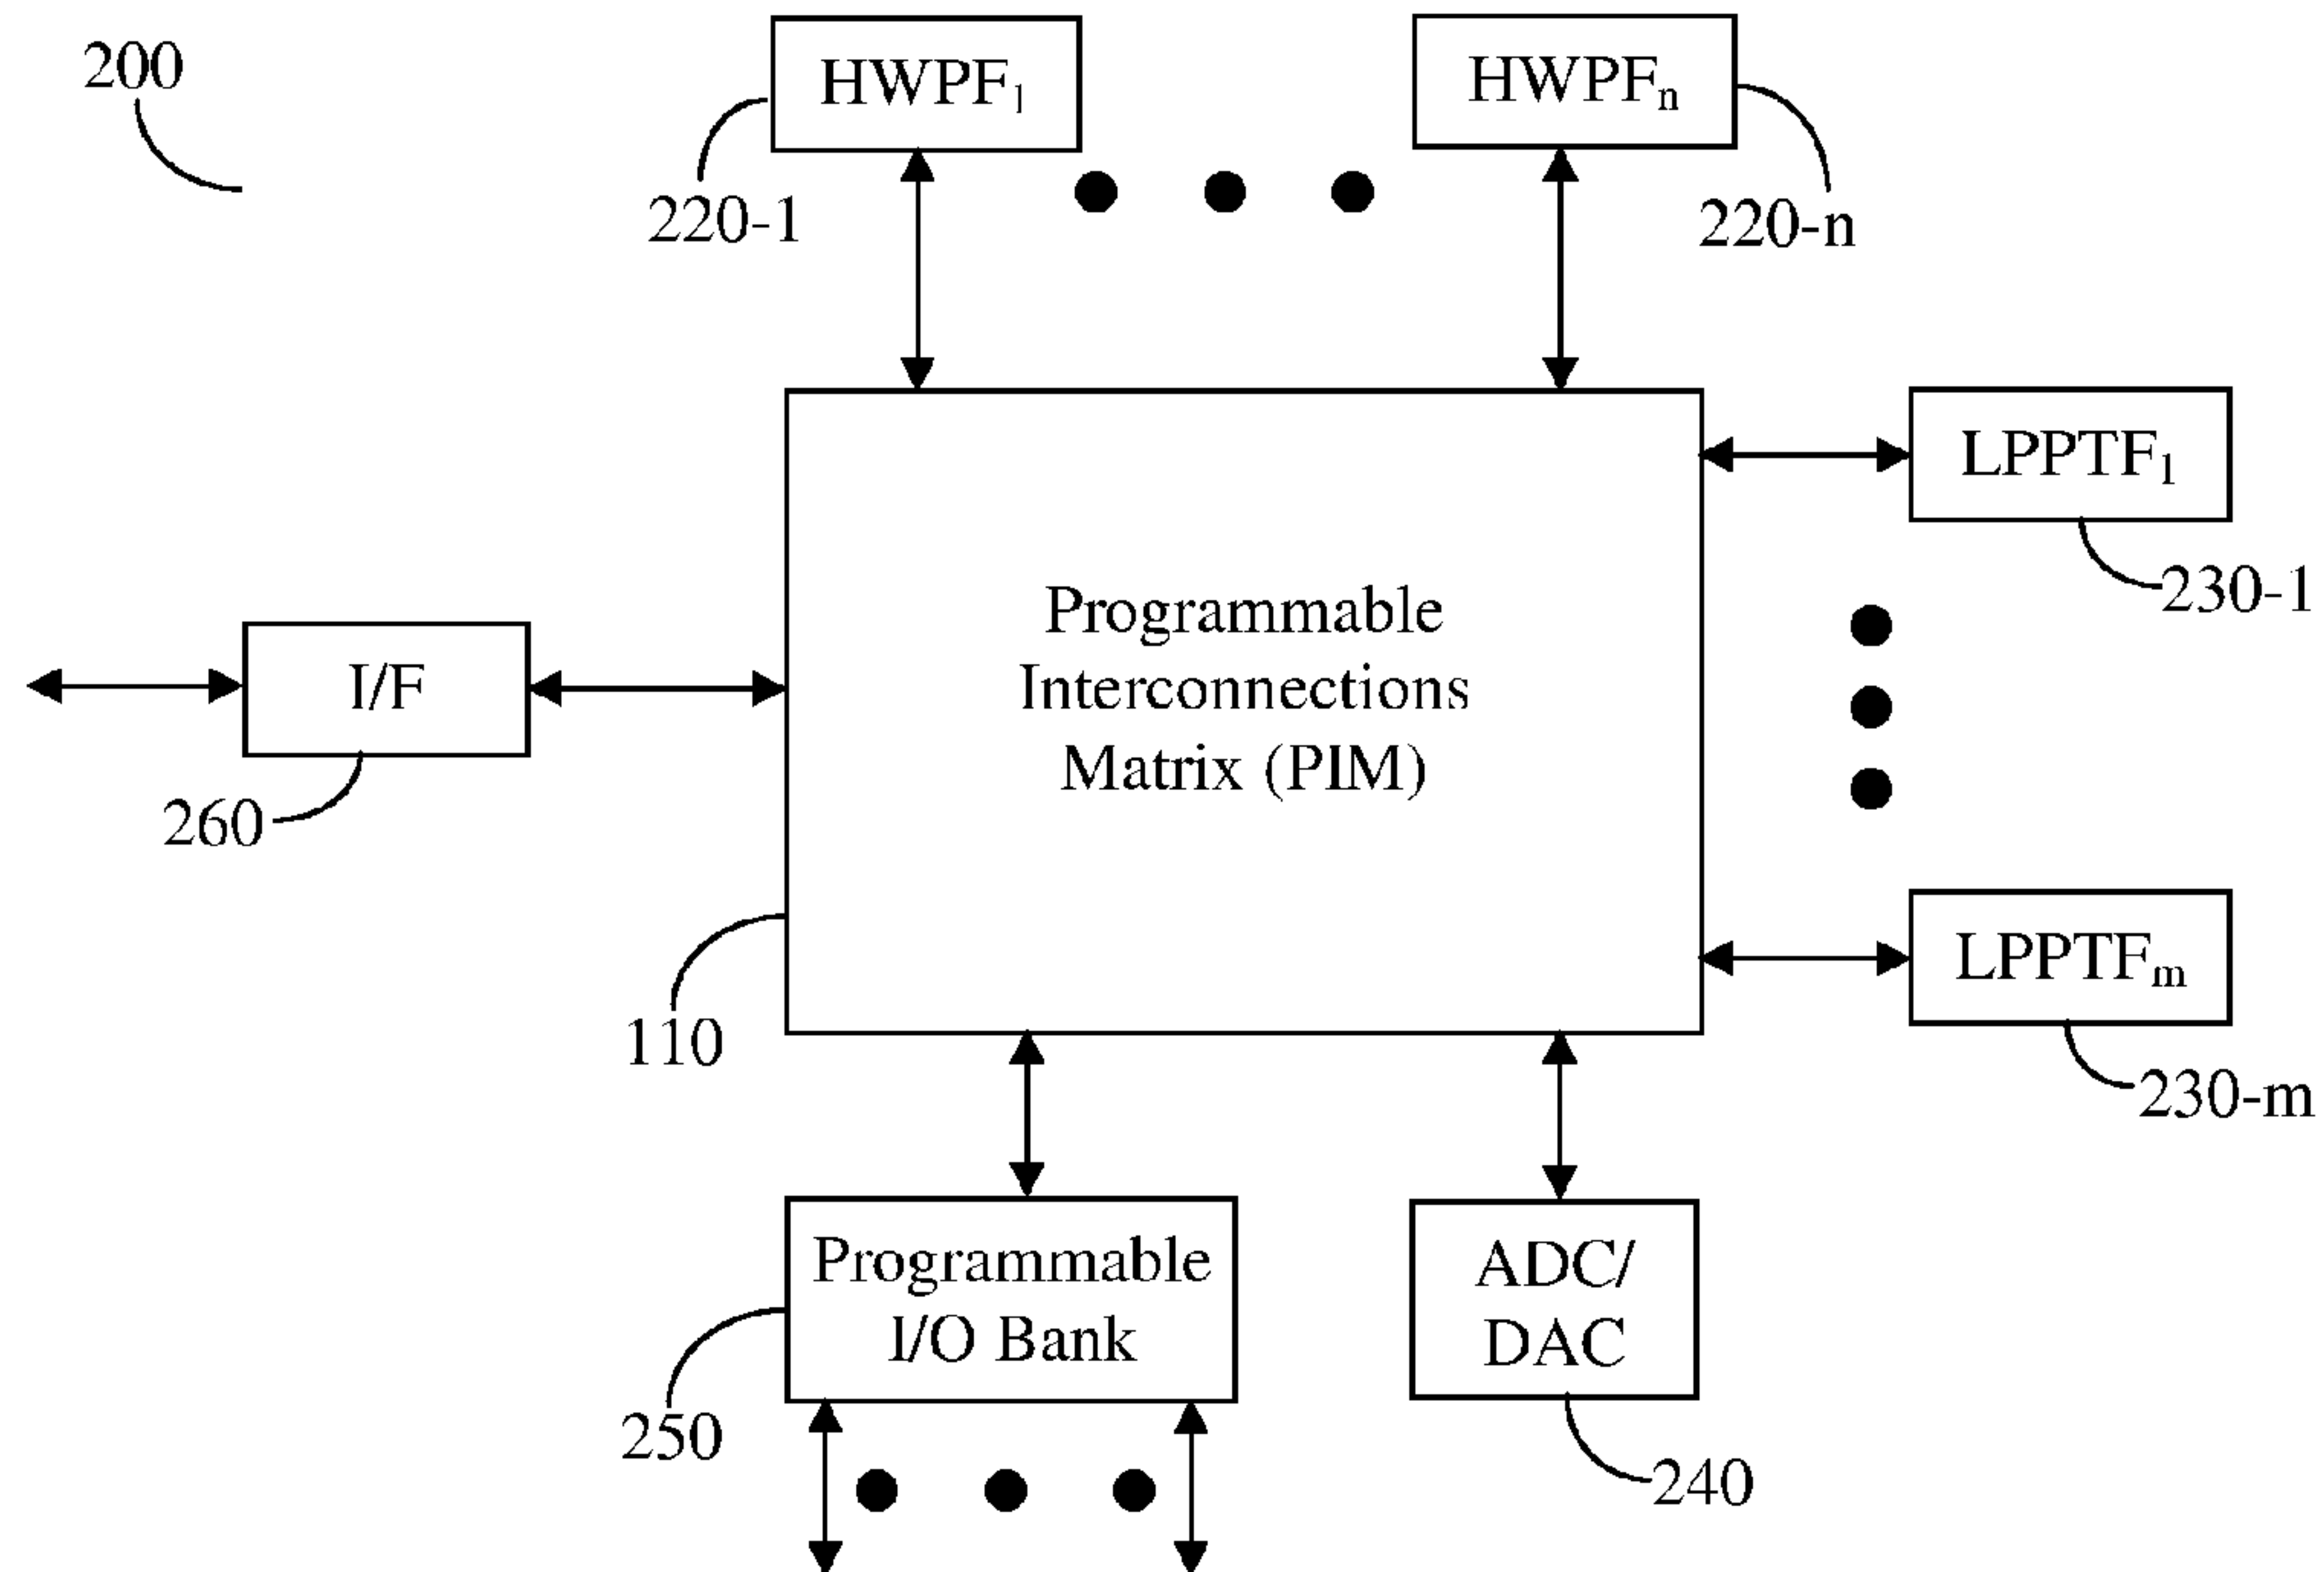 200
HWPF1
HWPFn
220-1
220-n
LPPTF1
230-1
Programmable
Interconnections
Matrix (PIM)
I/F
260
110
LPPTFm
230-m
Programmable
I/O Bank
250
ADC/
DAC
240